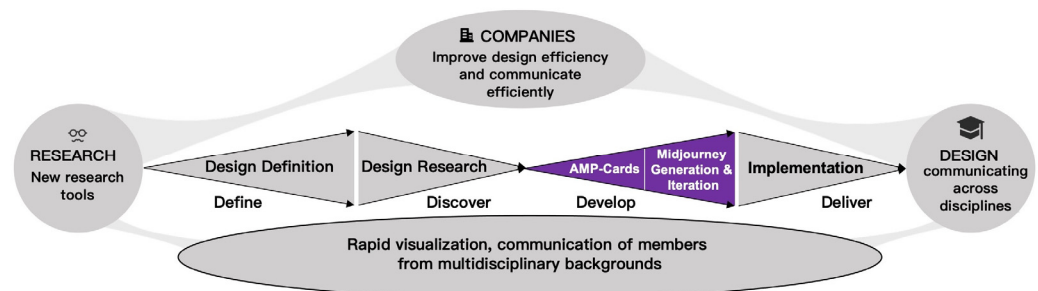 COMPANIES
Improve design efficiency
and communicate
efficiently
RESEARCH
New research
tools
Design Definition
Design Research
AMP-Cards
Midjourney
Generation &
Iteration
Implementation
DESIGN
communicating
across
disciplines
Define
Discover
Develop
Deliver
Rapid visualization, communication of members
from multidisciplinary backgrounds